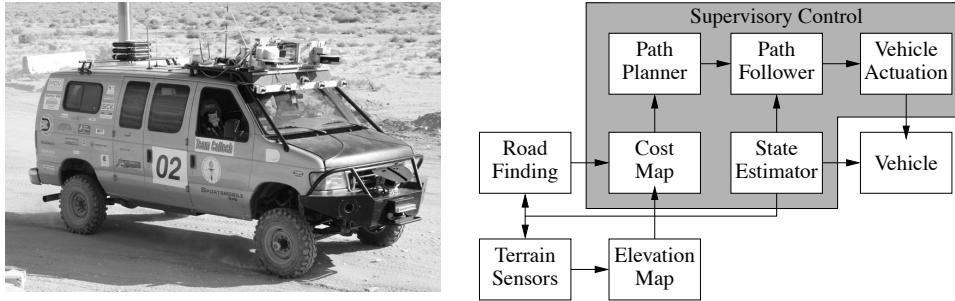 Team Caltech
02
SPORTSMOBILE
Supervisory Control
Path
Planner
Path
Follower
Vehicle
Actuation
Road
Finding
Cost
Map
State
Estimator
Vehicle
Terrain
Sensors
Elevation
Map